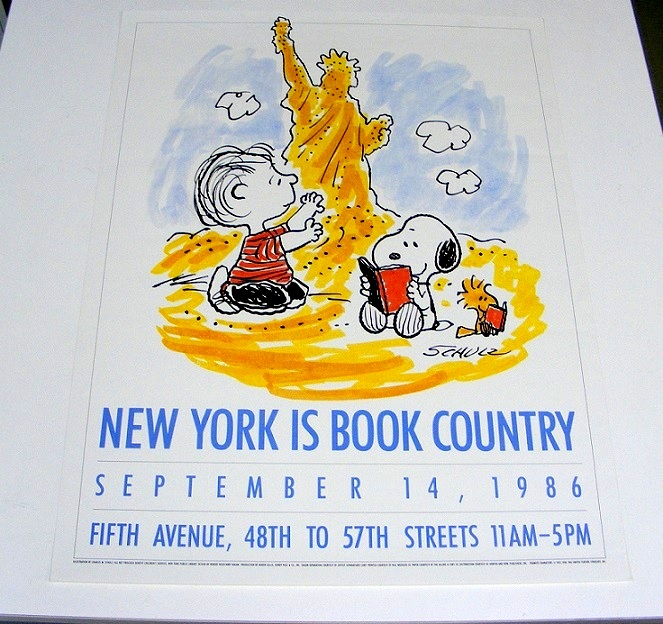 SCHULZ
NEW YORK IS BOOK COUNTRY
SEPTEMBER 14, 1986
FIFTH AVENUE, 48TH TO 57TH STREETS 11AM-5PM